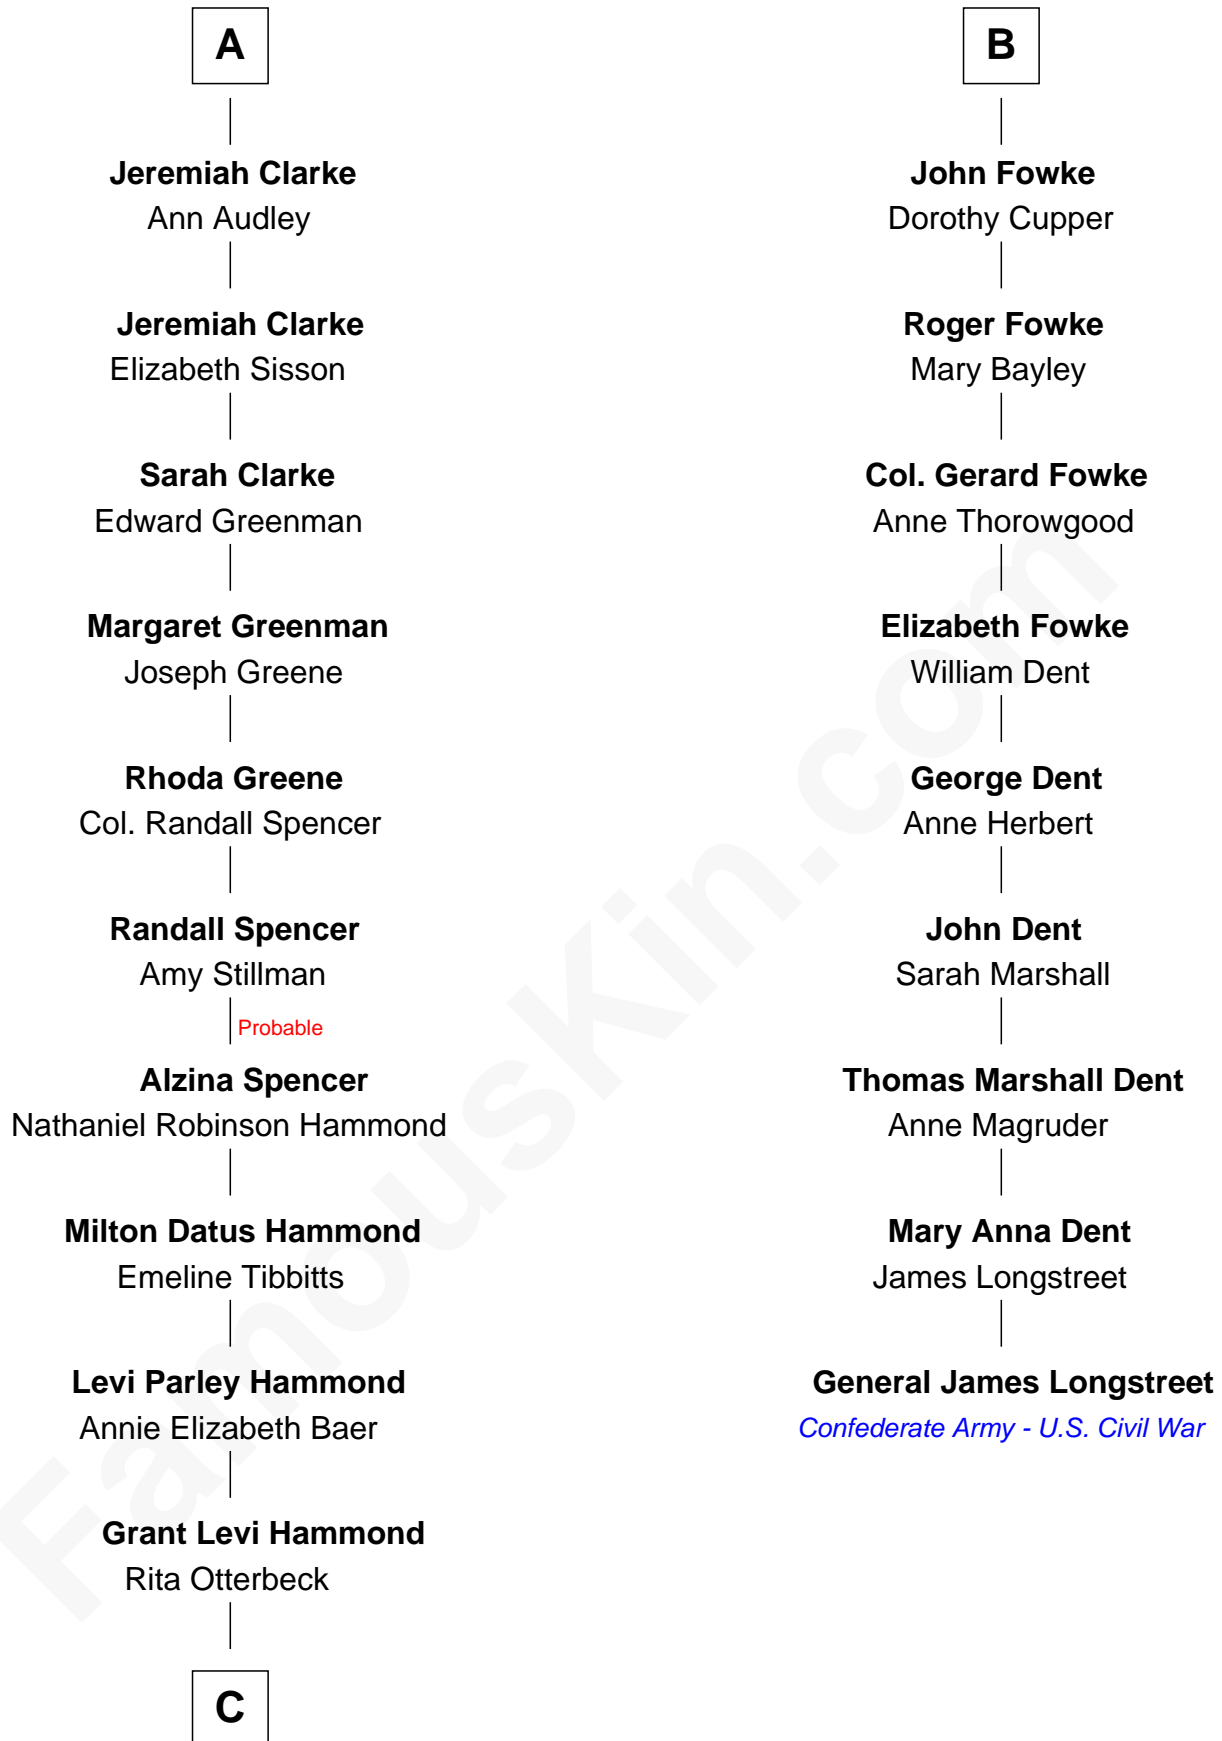 A
Jeremiah Clarke
Ann Audley
Jeremiah Clarke
Elizabeth Sisson
Sarah Clarke
Edward Greenman
Margaret Greenman
Joseph Greene
Rhoda Greene
Col. Randall Spencer
Randall Spencer
Amy Stillman
Probable
Alzina Spencer
Nathaniel Robinson Hammond
Milton Datus Hammond
Emeline Tibbitts
Levi Parley Hammond
Annie Elizabeth Baer
Grant Levi Hammond
Rita Otterbeck
C
B
John Fowke
Dorothy Cupper
Roger Fowke
Mary Bayley
Col. Gerard Fowke
Anne Thorowgood
Elizabeth Fowke
William Dent
George Dent
Anne Herbert
John Dent
Sarah Marshall
Thomas Marshall Dent
Anne Magruder
Mary Anna Dent
James Longstreet
General James Longstreet
Confederate Army - U.S. Civil War
FamousKin.com